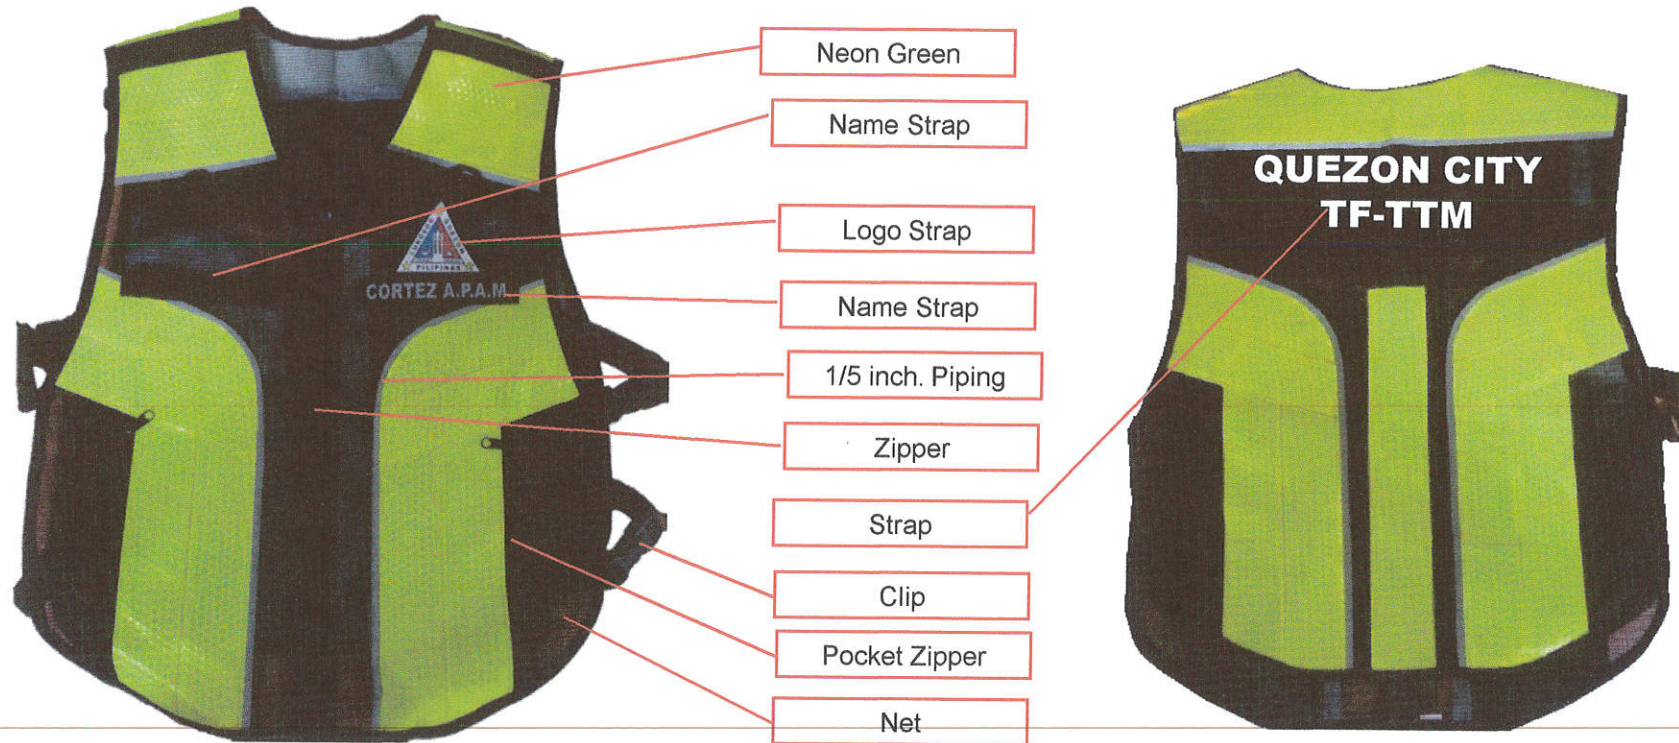 Neon Green
Name Strap
Logo Strap
Name Strap
1/5 inch. Piping
Zipper
Strap
Clip
Pocket Zipper
Net
PILIPINAS
CORTEZ A.P.A.M
QUEZON CITY
TF-TTM